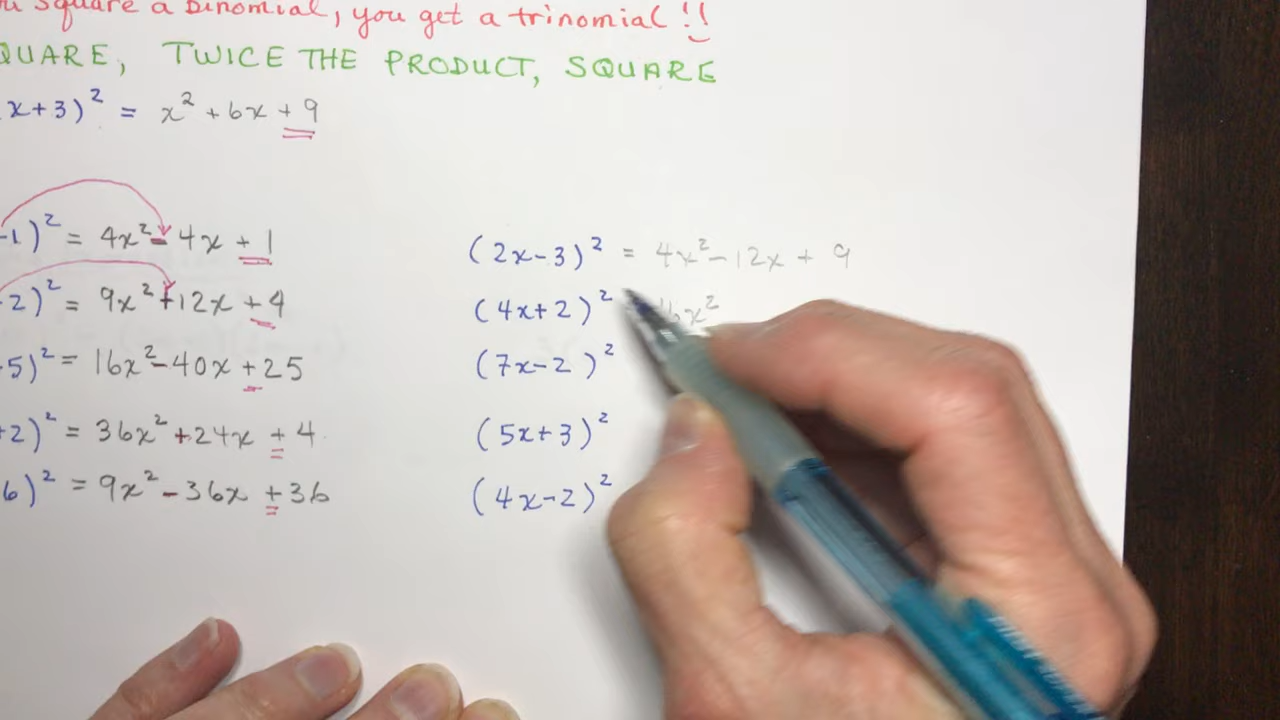 square a binomial, you get a trinomial!!
QUARE, TWICE THE PRODUCT, SQUARE
x+3)² = x² + 6x + 9
-1)² = 4x² - 4x + 1
2)² = 9x² + 12x + 4
-5)² = 16x² - 40x + 25
+2)² = 36x² + 24x + 4
6)² = 9x² - 36x + 36
(2x-3)² = 4x² - 12x + 9
(4x+2)² 16x²
(7x-2)²
(5x+3)²
(4x-2)²